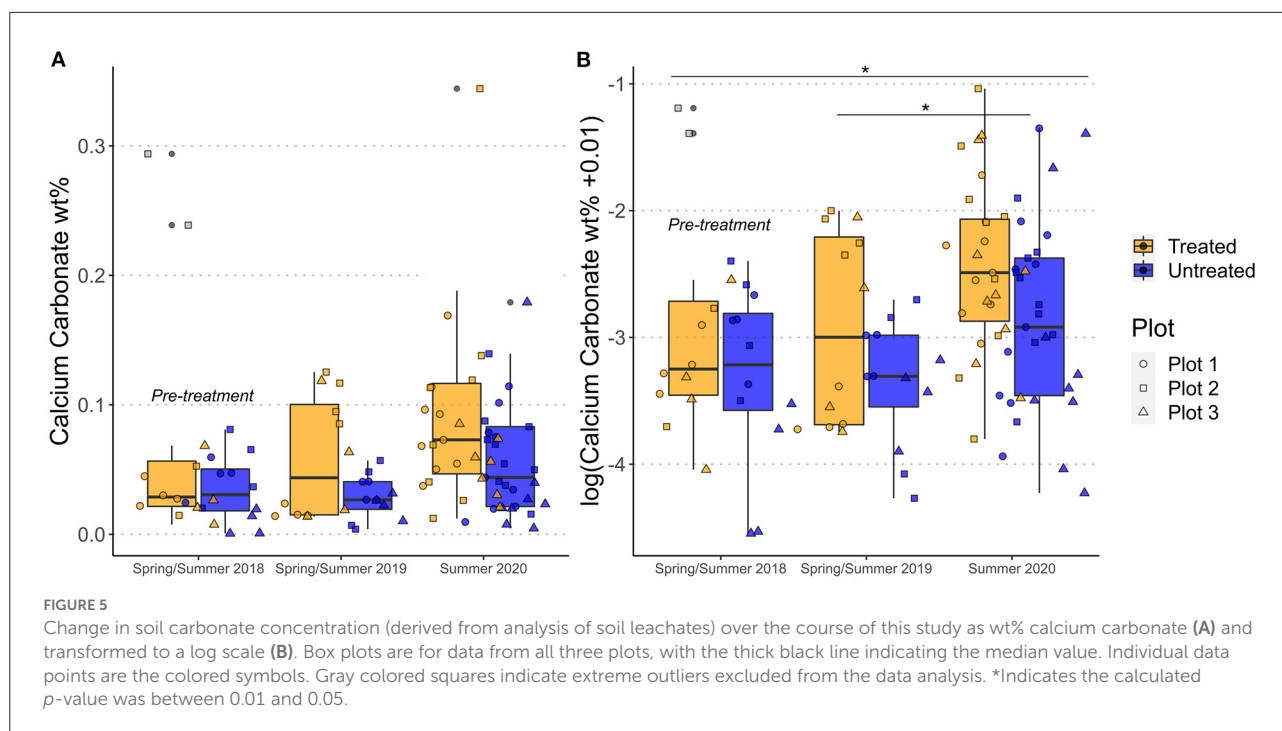 A
Calcium Carbonate wt%
0.3
0.2
0.1
0.0
Pre-treatment
Spring/Summer 2018
Spring/Summer 2019
Summer 2020
B
log(Calcium Carbonate wt% +0.01)
-1
-2
-3
-4
*
*
Pre-treatment
Spring/Summer 2018
Spring/Summer 2019
Summer 2020
Treated
Untreated
Plot
Plot 1
Plot 2
Plot 3
FIGURE 5
Change in soil carbonate concentration (derived from analysis of soil leachates) over the course of this study as wt% calcium carbonate (A) and
transformed to a log scale (B). Box plots are for data from all three plots, with the thick black line indicating the median value. Individual data
points are the colored symbols. Gray colored squares indicate extreme outliers excluded from the data analysis. *Indicates the calculated
p-value was between 0.01 and 0.05.